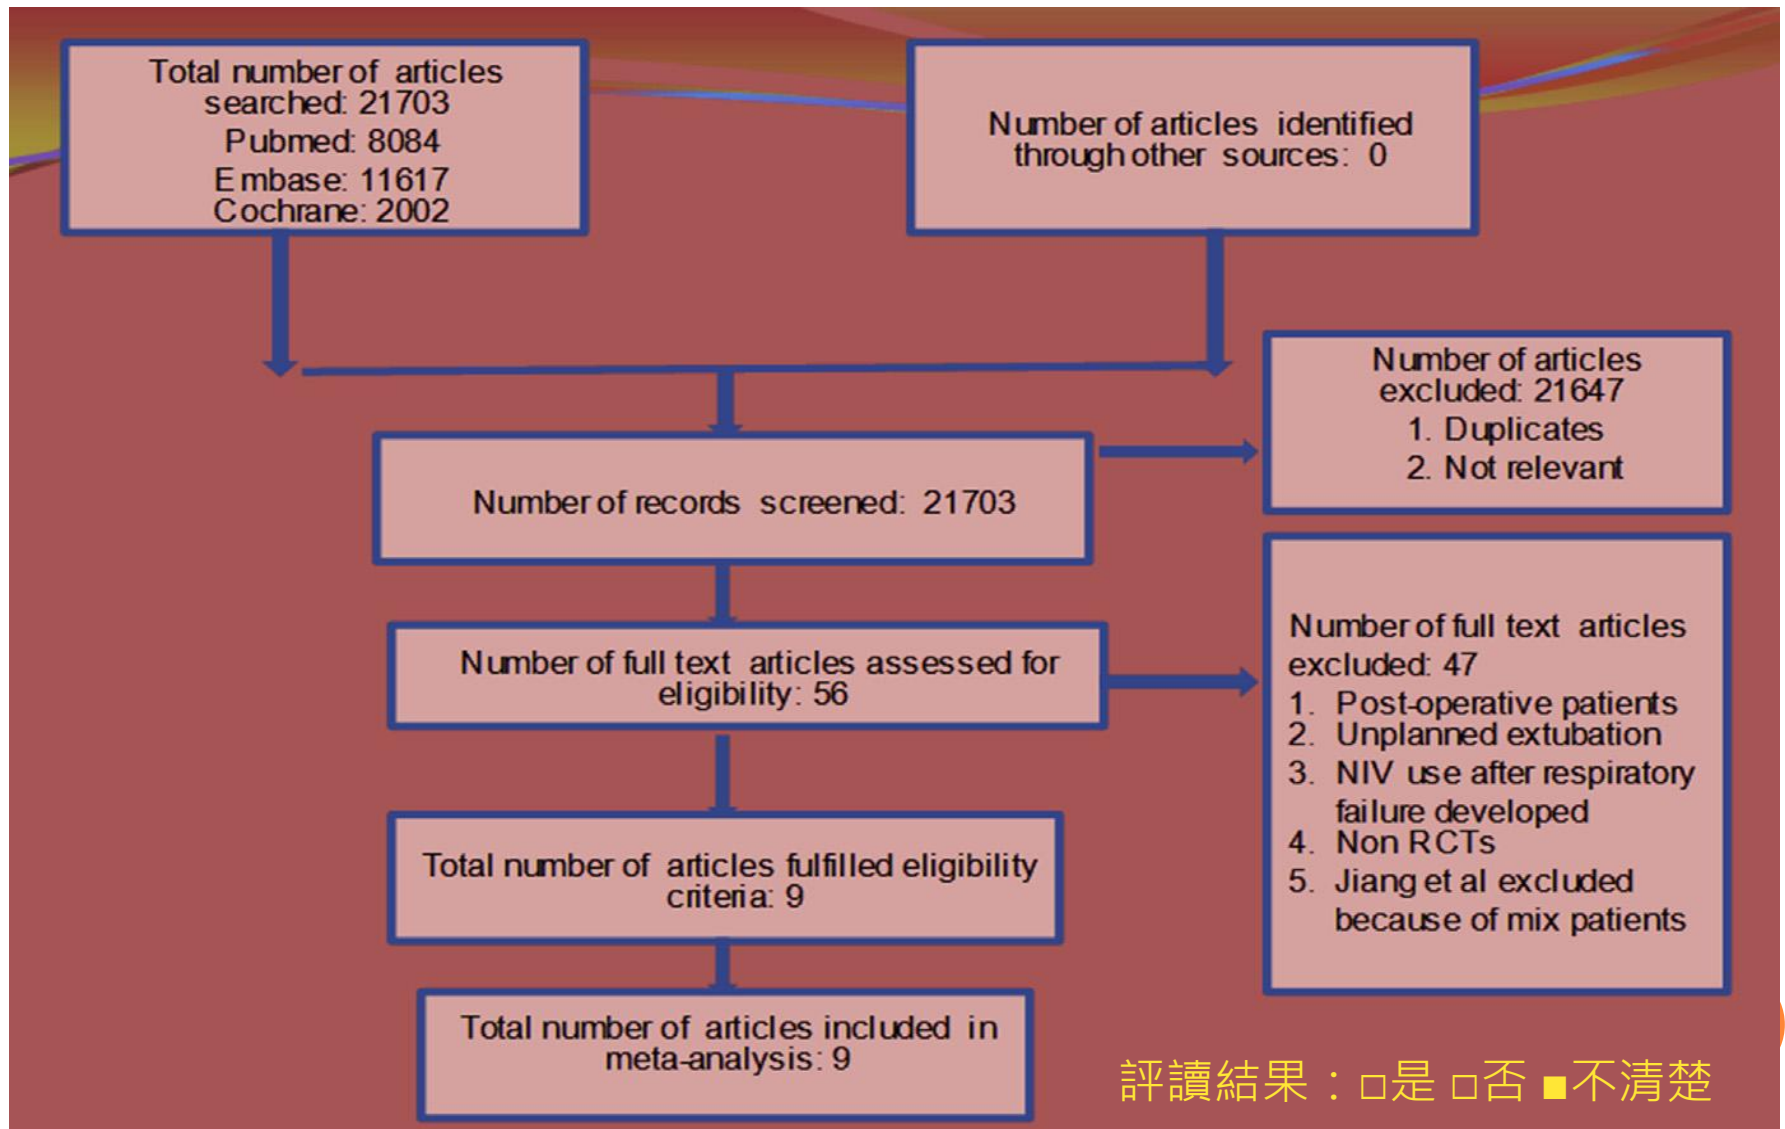 Total number of articles
searched: 21703
Pubmed: 8084
Embase: 11617
Cochrane: 2002
Number of articles identified
through other sources: 0
Number of articles
excluded: 21647
1. Duplicates
2. Not relevant
Number of records screened: 21703
Number of full text articles assessed for
eligibility: 56
Number of full text articles
excluded: 47
1. Post-operative patients
2. Unplanned extubation
3. NIV use after respiratory
failure developed
4. Non RCTs
5. Jiang et al excluded
because of mix patients
Total number of articles fulfilled eligibility
criteria: 9
Total number of articles included in
meta-analysis: 9
評讀結果：□是 □否 ■不清楚